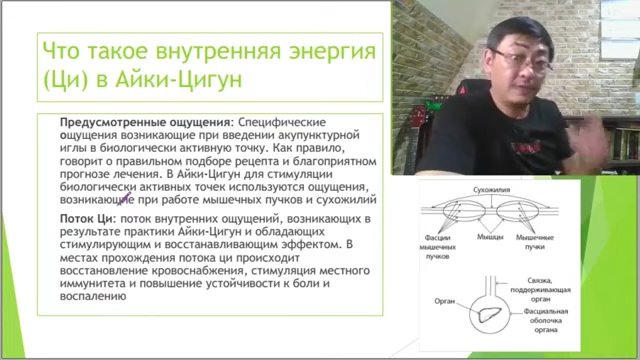 Что такое внутренняя энергия
(Ци) в Айки-Цигун
Предусмотренные ощущения: Специфические
ощущения возникающие при введении акупунктурной
иглы в биологически активную точку. Как правило,
говорит о правильном подборе рецепта и благоприятном
прогнозе лечения. В Айки-Цигун для стимуляции
биологически активных точек используются ощущения,
возникающие при работе мышечных пучков и сухожилий
Поток Ци: поток внутренних ощущений, возникающих в
результате практики Айки-Цигун и обладающих
стимулирующим и восстанавливающим эффектом. В
местах прохождения потока ци происходит
восстановление кровоснабжения, стимуляция местного
иммунитета и повышение устойчивости к боли и
воспалению
Сухожилия
Фасции
мышечных
пучков
Мышцы
Мышечные
пучки
Связка,
поддерживающая
орган
Орган
Фасциальная
оболочка
органа